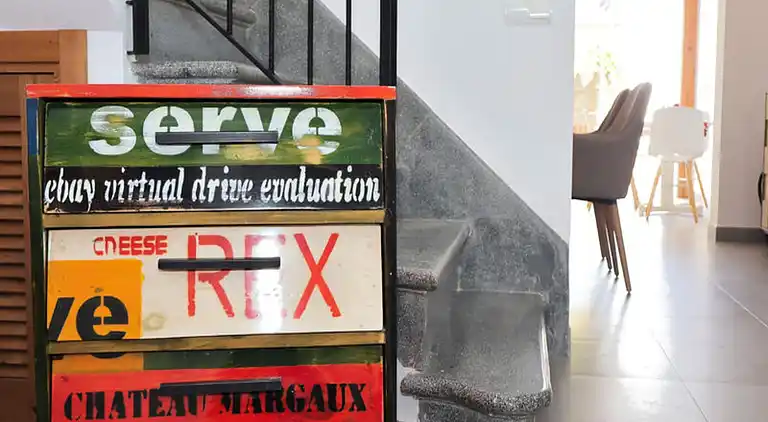 serve
ebay virtual drive evaluation
CHEESE
REX
ve
CHATEAU MARGAUX